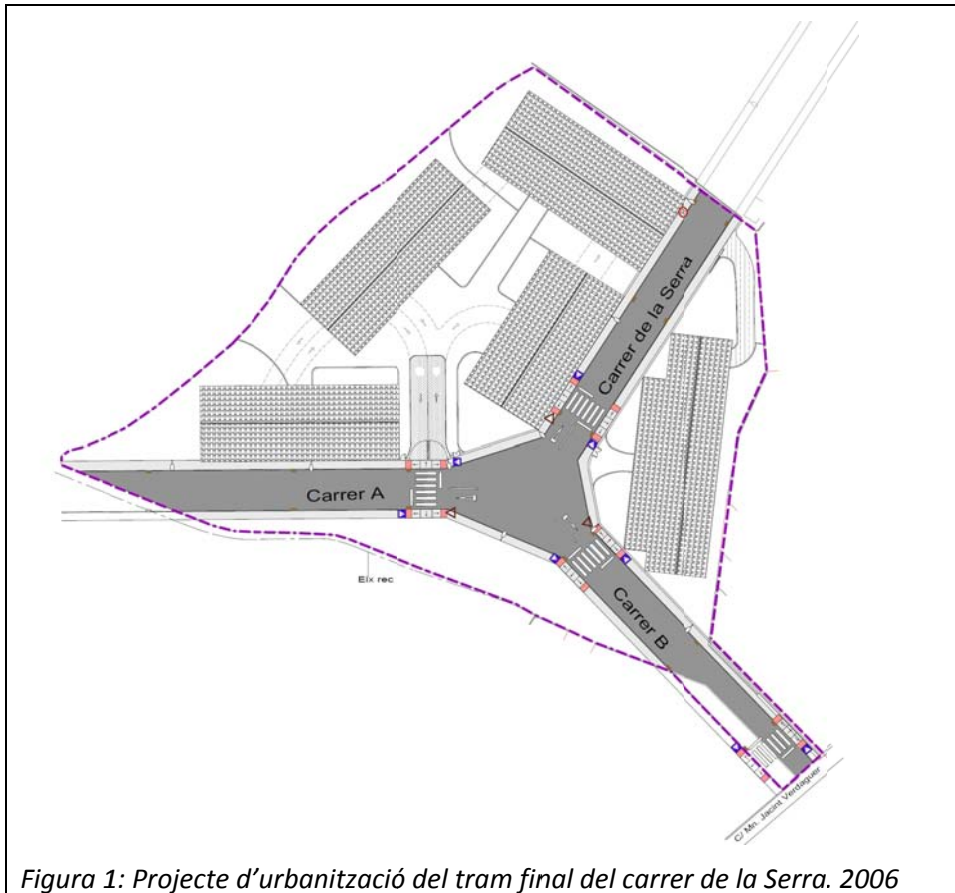 Carrer de la Serra
Carrer A
Eix rec
Carrer B
C/ Mn. Jacint Verdaguer
Figura 1: Projecte d'urbanització del tram final del carrer de la Serra. 2006